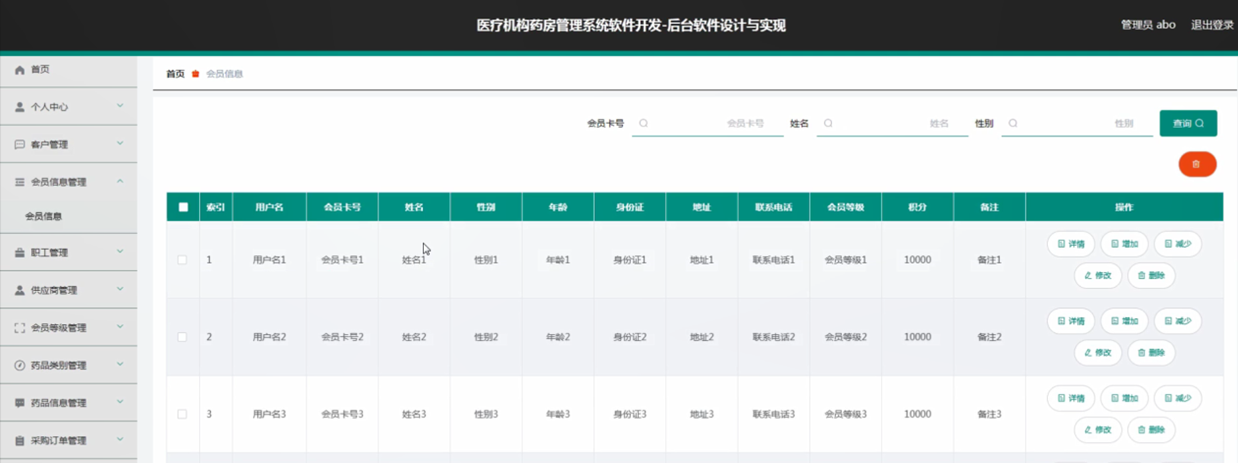 医疗机构药房管理系统软件开发-后台软件设计与实现
管理员 abo 退出登录
首页
个人中心
客户管理
会员信息管理
会员信息
职工管理
供应商管理
会员等级管理
药品类别管理
药品信息管理
采购订单管理
首页 会员信息
会员卡号 会员卡号 姓名 姓名 性别 性别 查询
索引 用户名 会员卡号 姓名 性别 年龄 身份证 地址 联系电话 会员等级 积分 备注 操作
1 用户名1 会员卡号1 姓名1 性别1 年龄1 身份证1 地址1 联系电话1 会员等级1 10000 备注1 详情 增加 减少
修改 删除
2 用户名2 会员卡号2 姓名2 性别2 年龄2 身份证2 地址2 联系电话2 会员等级2 10000 备注2 详情 增加 减少
修改 删除
3 用户名3 会员卡号3 姓名3 性别3 年龄3 身份证3 地址3 联系电话3 会员等级3 10000 备注3 详情 增加 减少
修改 删除